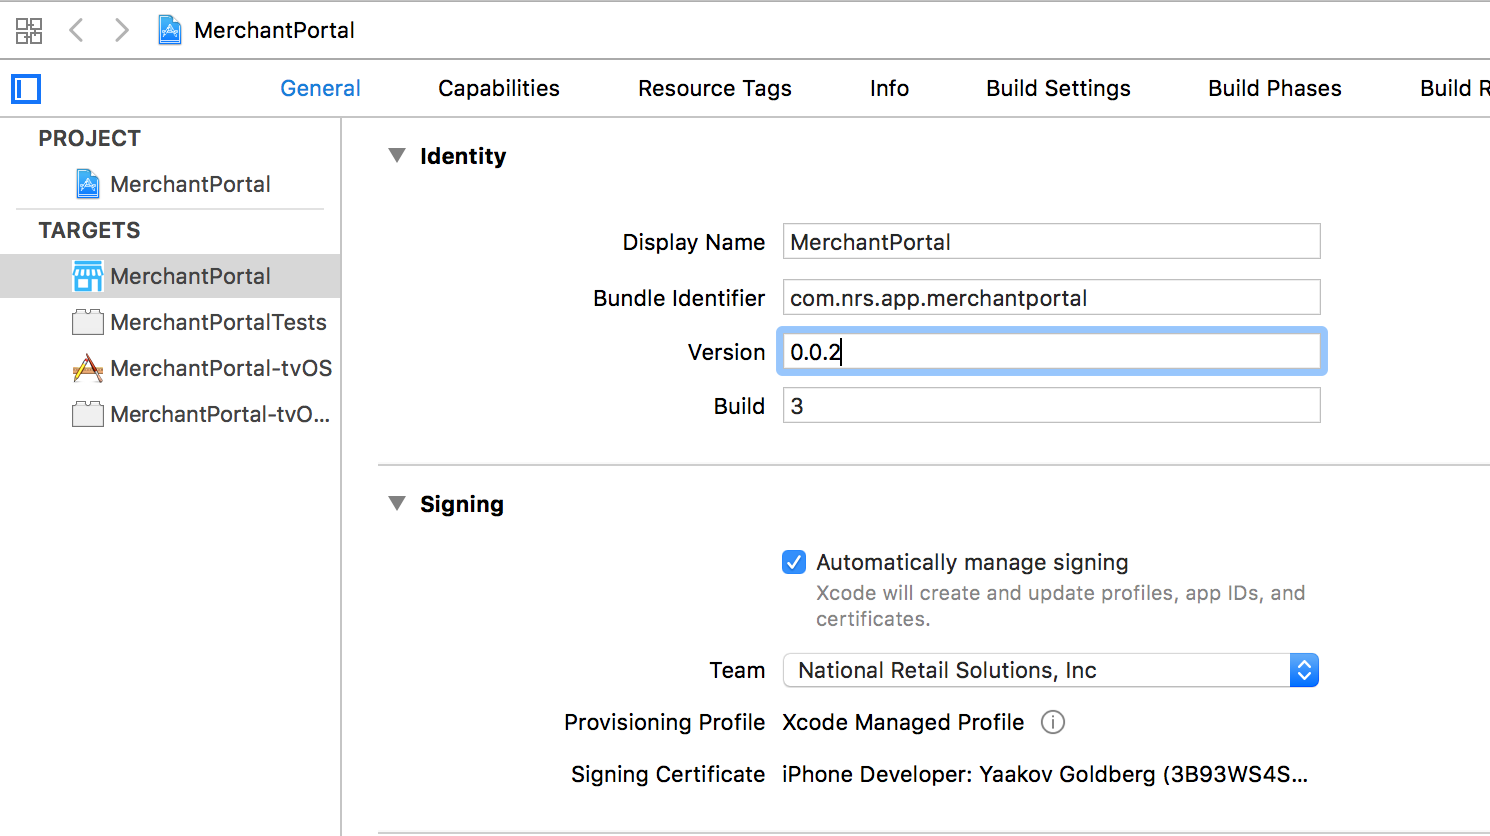 MerchantPortal
General Capabilities Resource Tags Info Build Settings Build Phases Build R
PROJECT
MerchantPortal
TARGETS
MerchantPortal
MerchantPortalTests
MerchantPortal-tvOS
MerchantPortal-tvO...
Identity
Display Name MerchantPortal
Bundle Identifier com.nrs.app.merchantportal
Version 0.0.2
Build 3
Signing
Automatically manage signing
Xcode will create and update profiles, app IDs, and
certificates.
Team National Retail Solutions, Inc
Provisioning Profile Xcode Managed Profile
Signing Certificate iPhone Developer: Yaakov Goldberg (3B93WS4S...